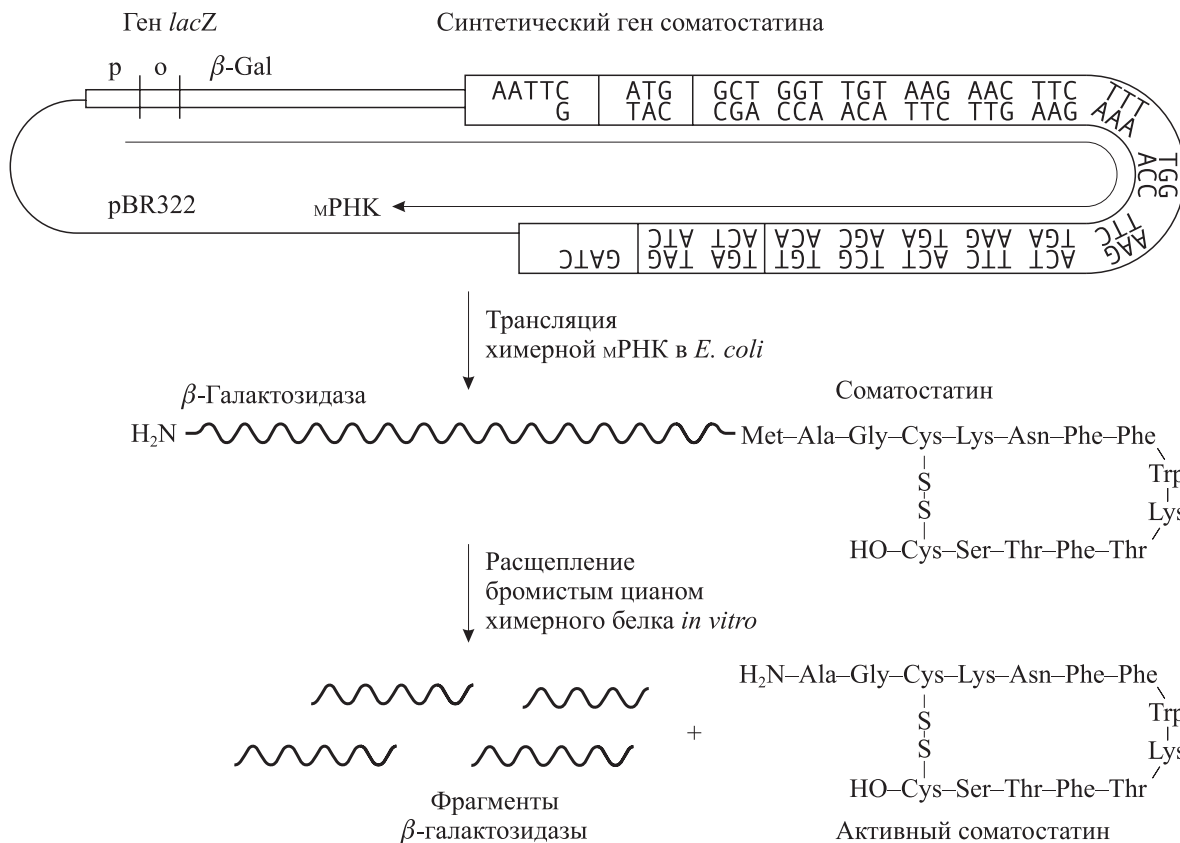 Ген lacZ
Синтетический ген соматостатина
p o β-Gal
AATTC ATG GCT GGT TGT AAG AAC TTC TTT
G TAC CGA CCA ACA TTC TTG AAG AAA
TGG
ACC
AAG
TTC
pBR322
мРНК
TGA AAG TGA AGC ACA ACT ATC
ACT TTC ACT TCG TGT TGA TAG GATC
Трансляция
химерной мРНК в E. coli
β-Галактозидаза
Соматостатин
H₂N
Met–Ala–Gly–Cys–Lys–Asn–Phe–Phe
Trp
Lys
S
S
HO–Cys–Ser–Thr–Phe–Thr
Расщепление
бромистым цианом
химерного белка in vitro
H₂N–Ala–Gly–Cys–Lys–Asn–Phe–Phe
Trp
Lys
S
S
+
HO–Cys–Ser–Thr–Phe–Thr
Фрагменты
β-галактозидазы
Активный соматостатин